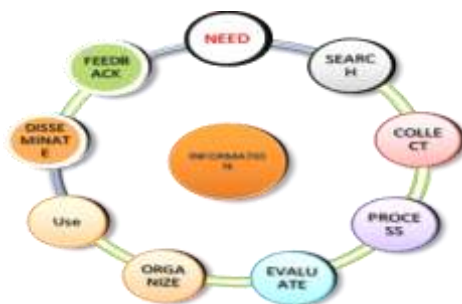 NEED
SEARC
H
COLLE
CT
PROCE
SS
EVALU
ATE
ORGA
NIZE
Use
DISSE
MINAT
E
FEEDB
ACK
INFORMATIO
N